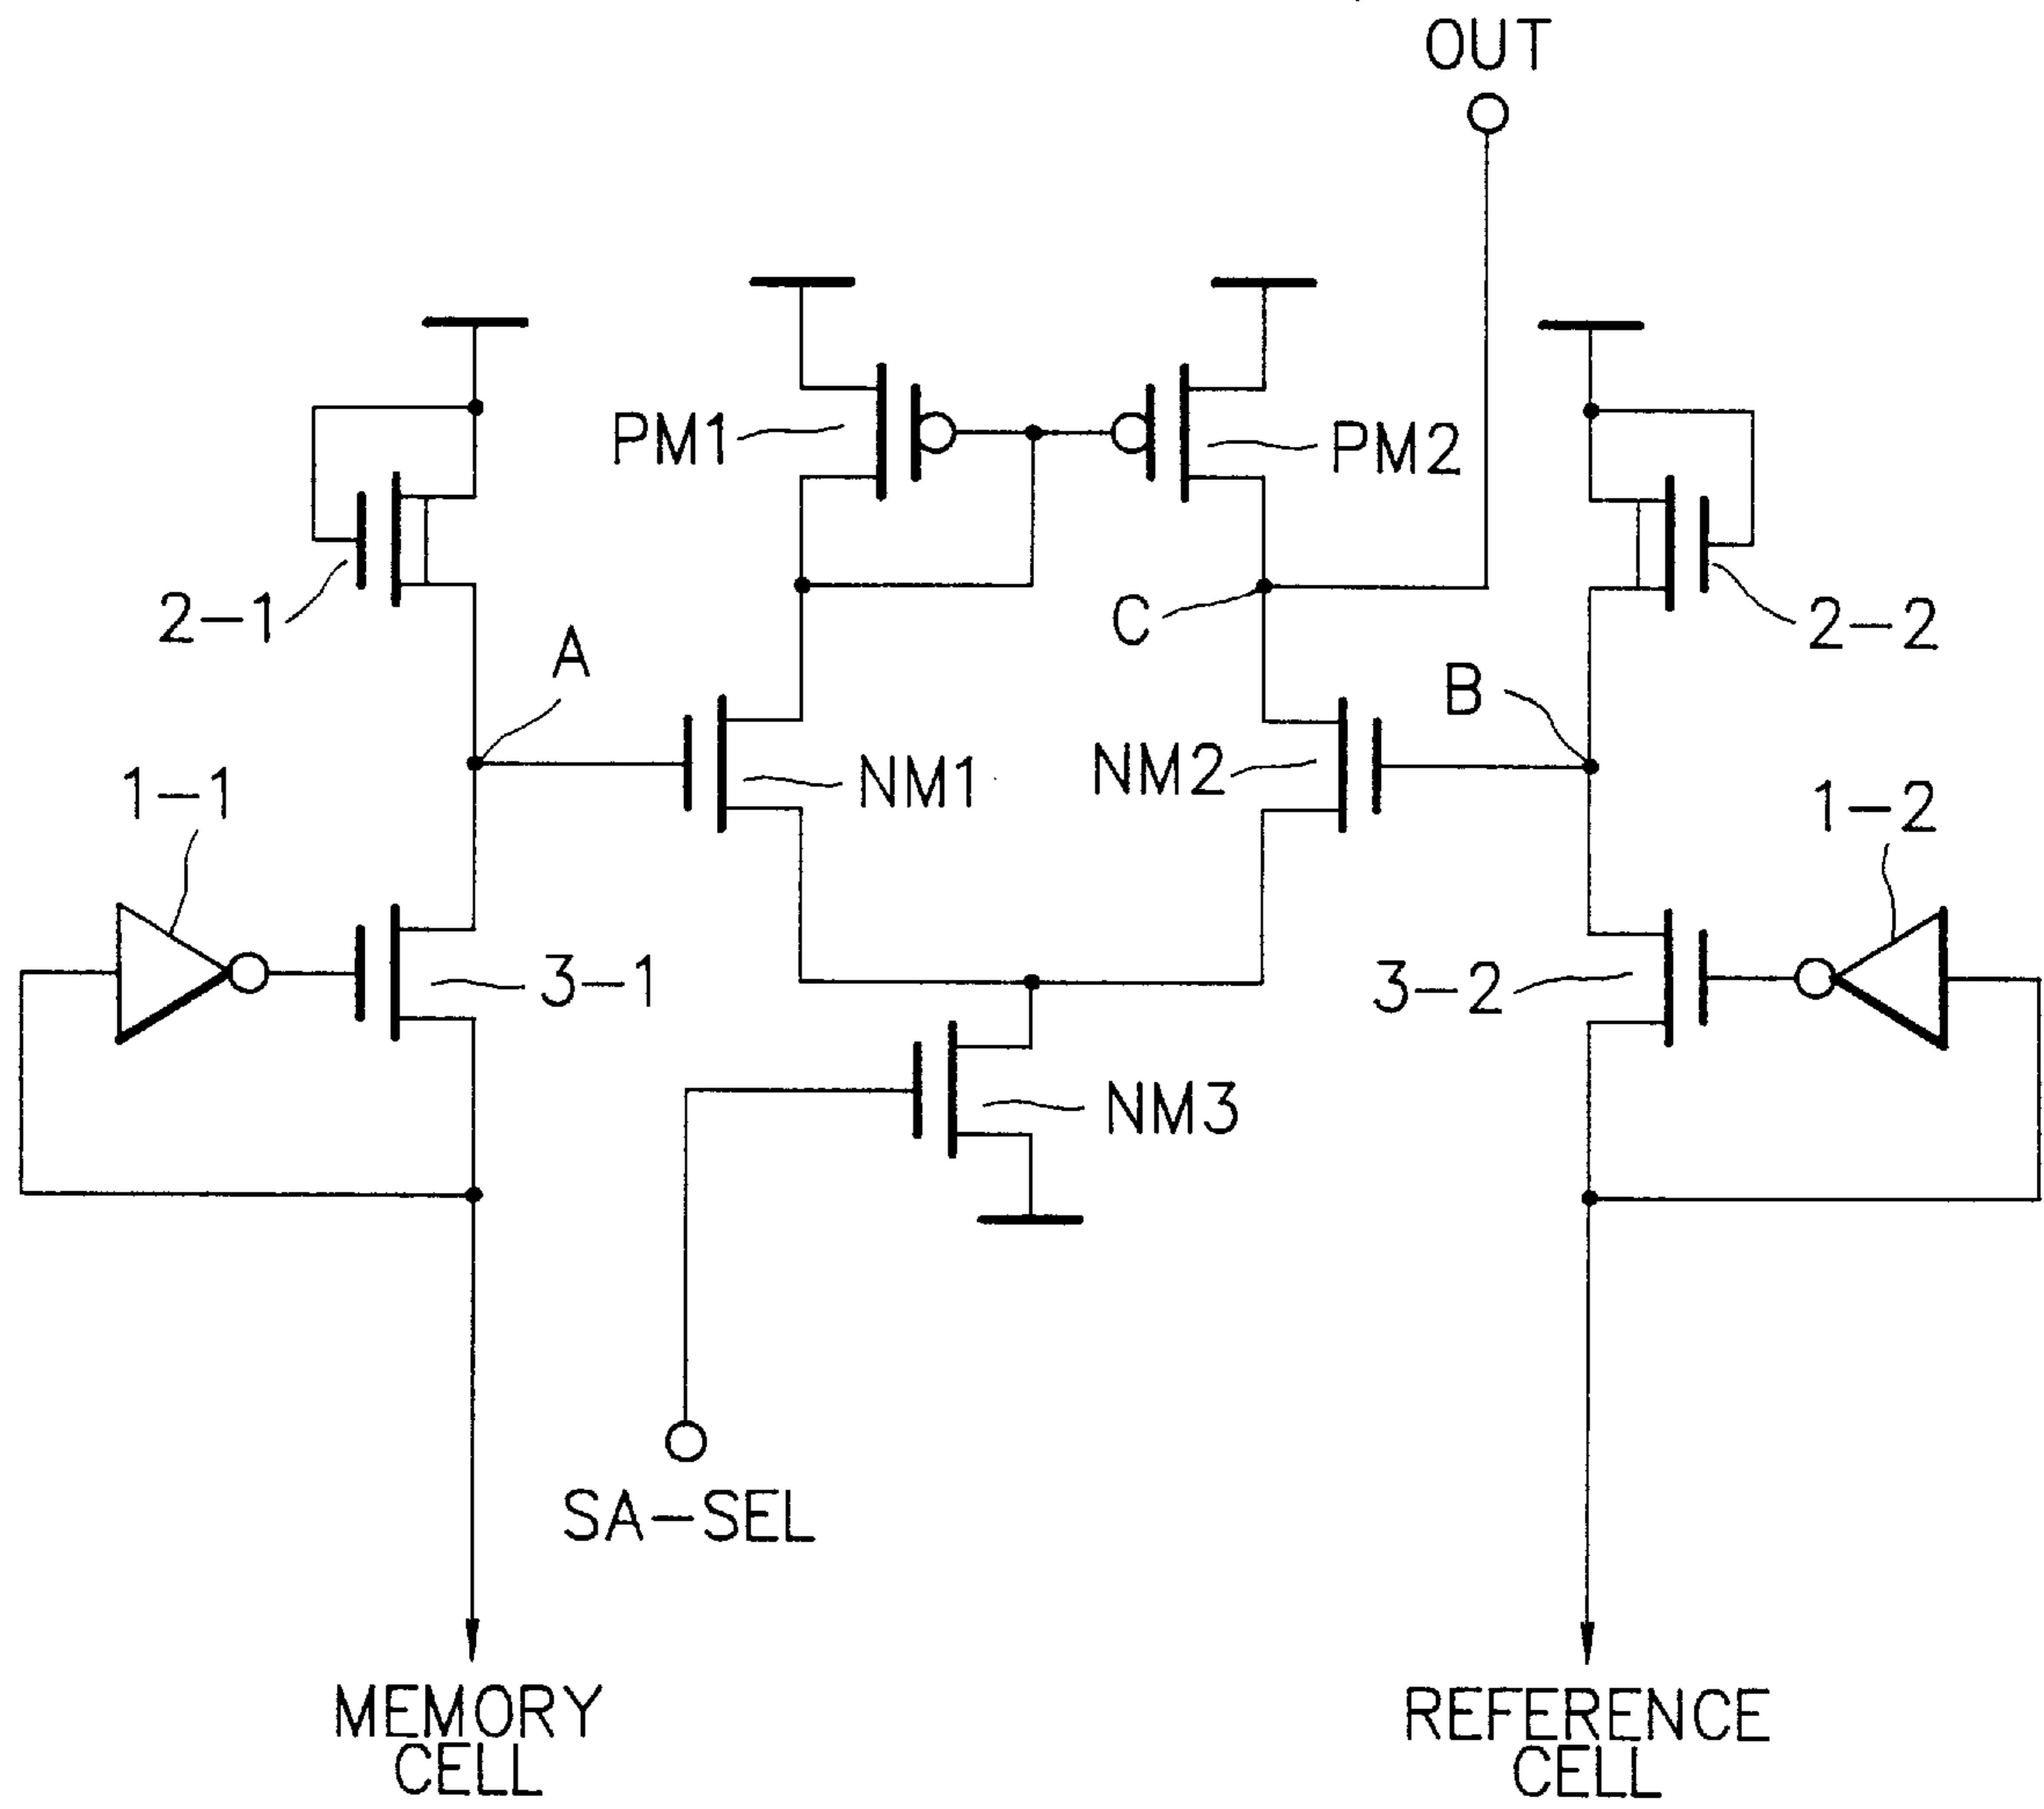 OUT
PM1
PM2
2-1
A
C
B
2-2
1-1
NM1
NM2
1-2
3-1
3-2
NM3
SA-SEL
MEMORY
CELL
REFERENCE
CELL